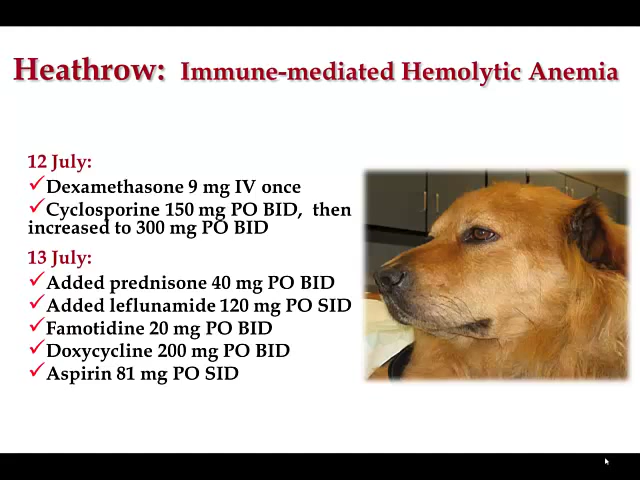 Heathrow: Immune-mediated Hemolytic Anemia
12 July:
✓Dexamethasone 9 mg IV once
✓Cyclosporine 150 mg PO BID, then
increased to 300 mg PO BID
13 July:
✓Added prednisone 40 mg PO BID
✓Added leflunamide 120 mg PO SID
✓Famotidine 20 mg PO BID
✓Doxycycline 200 mg PO BID
✓Aspirin 81 mg PO SID